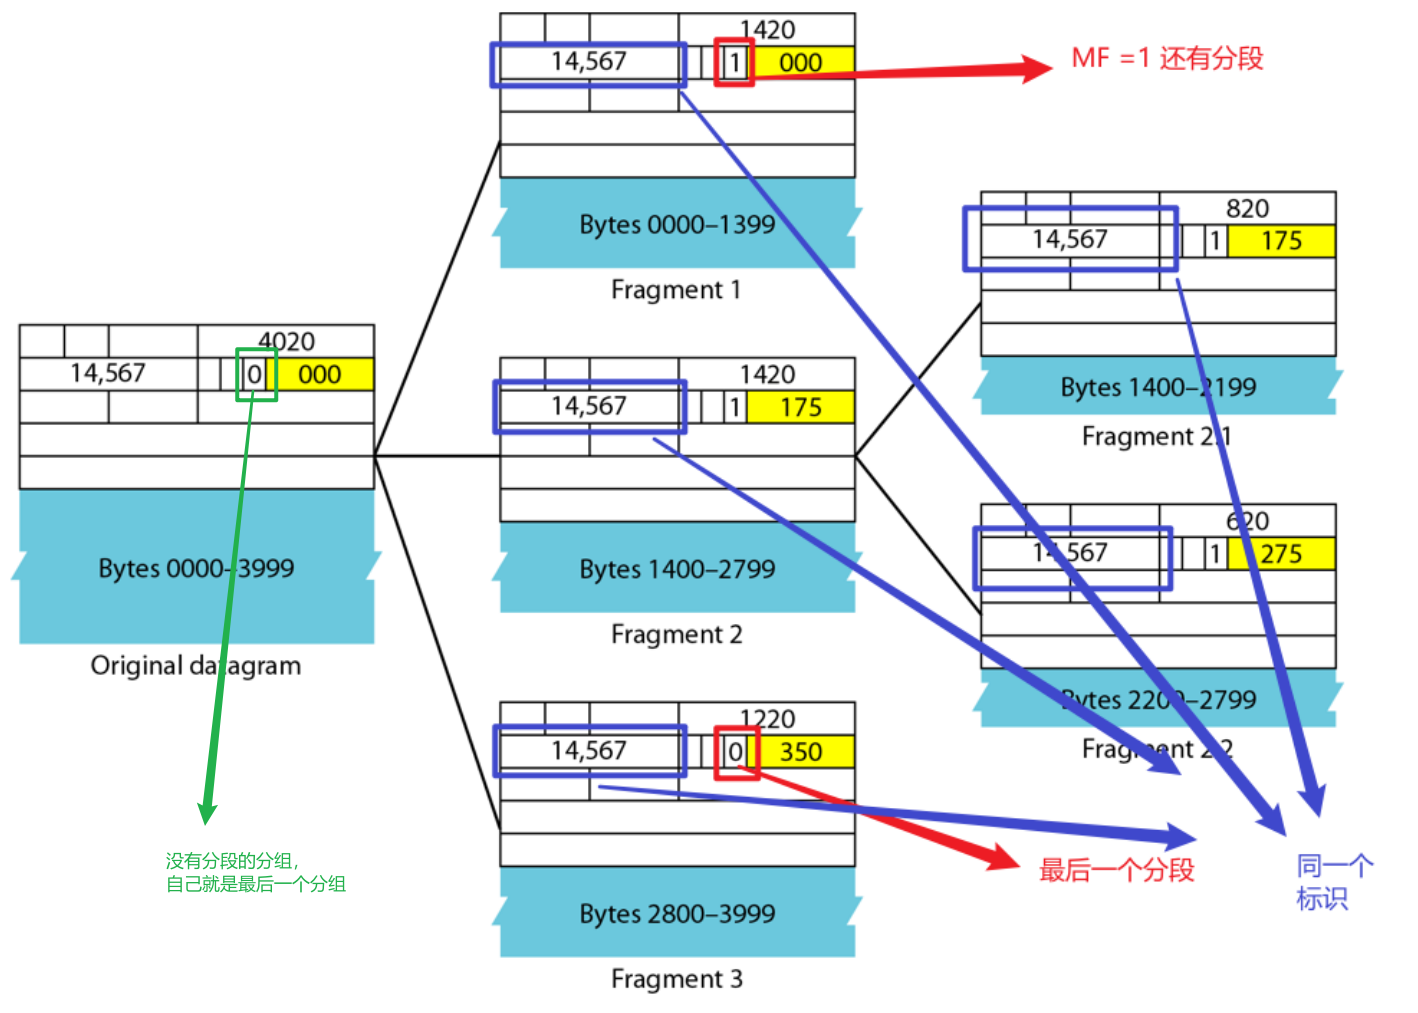 1420
14,567 1 000
MF =1 还有分段
Bytes 0000–1399
Fragment 1
820
14,567 1 175
Bytes 1400–2199
Fragment 2.1
4020
14,567 0 000
Bytes 0000–3999
Original datagram
1420
14,567 1 175
Bytes 1400–2799
Fragment 2
620
14,567 1 275
Bytes 2200–2799
Fragment 2.2
1220
14,567 0 350
Bytes 2800–3999
Fragment 3
没有分段的分组，
自己就是最后一个分组
最后一个分段
同一个
标识